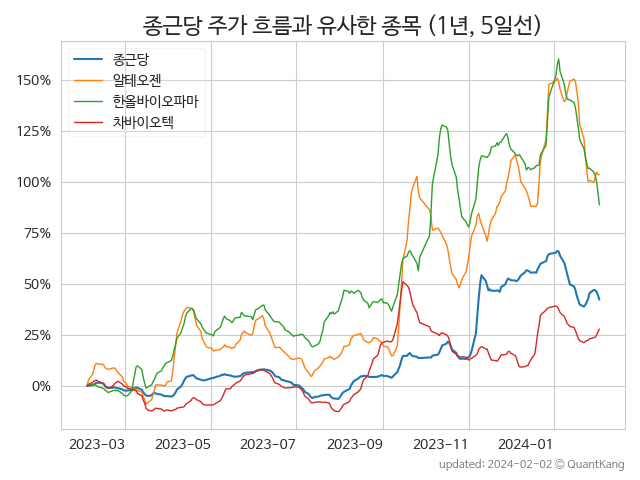 종근당 주가 흐름과 유사한 종목 (1년, 5일선)
종근당
알테오젠
한올바이오파마
차바이오텍
150%
125%
100%
75%
50%
25%
0%
2023-03 2023-05 2023-07 2023-09 2023-11 2024-01
updated: 2024-02-02 © QuantKang